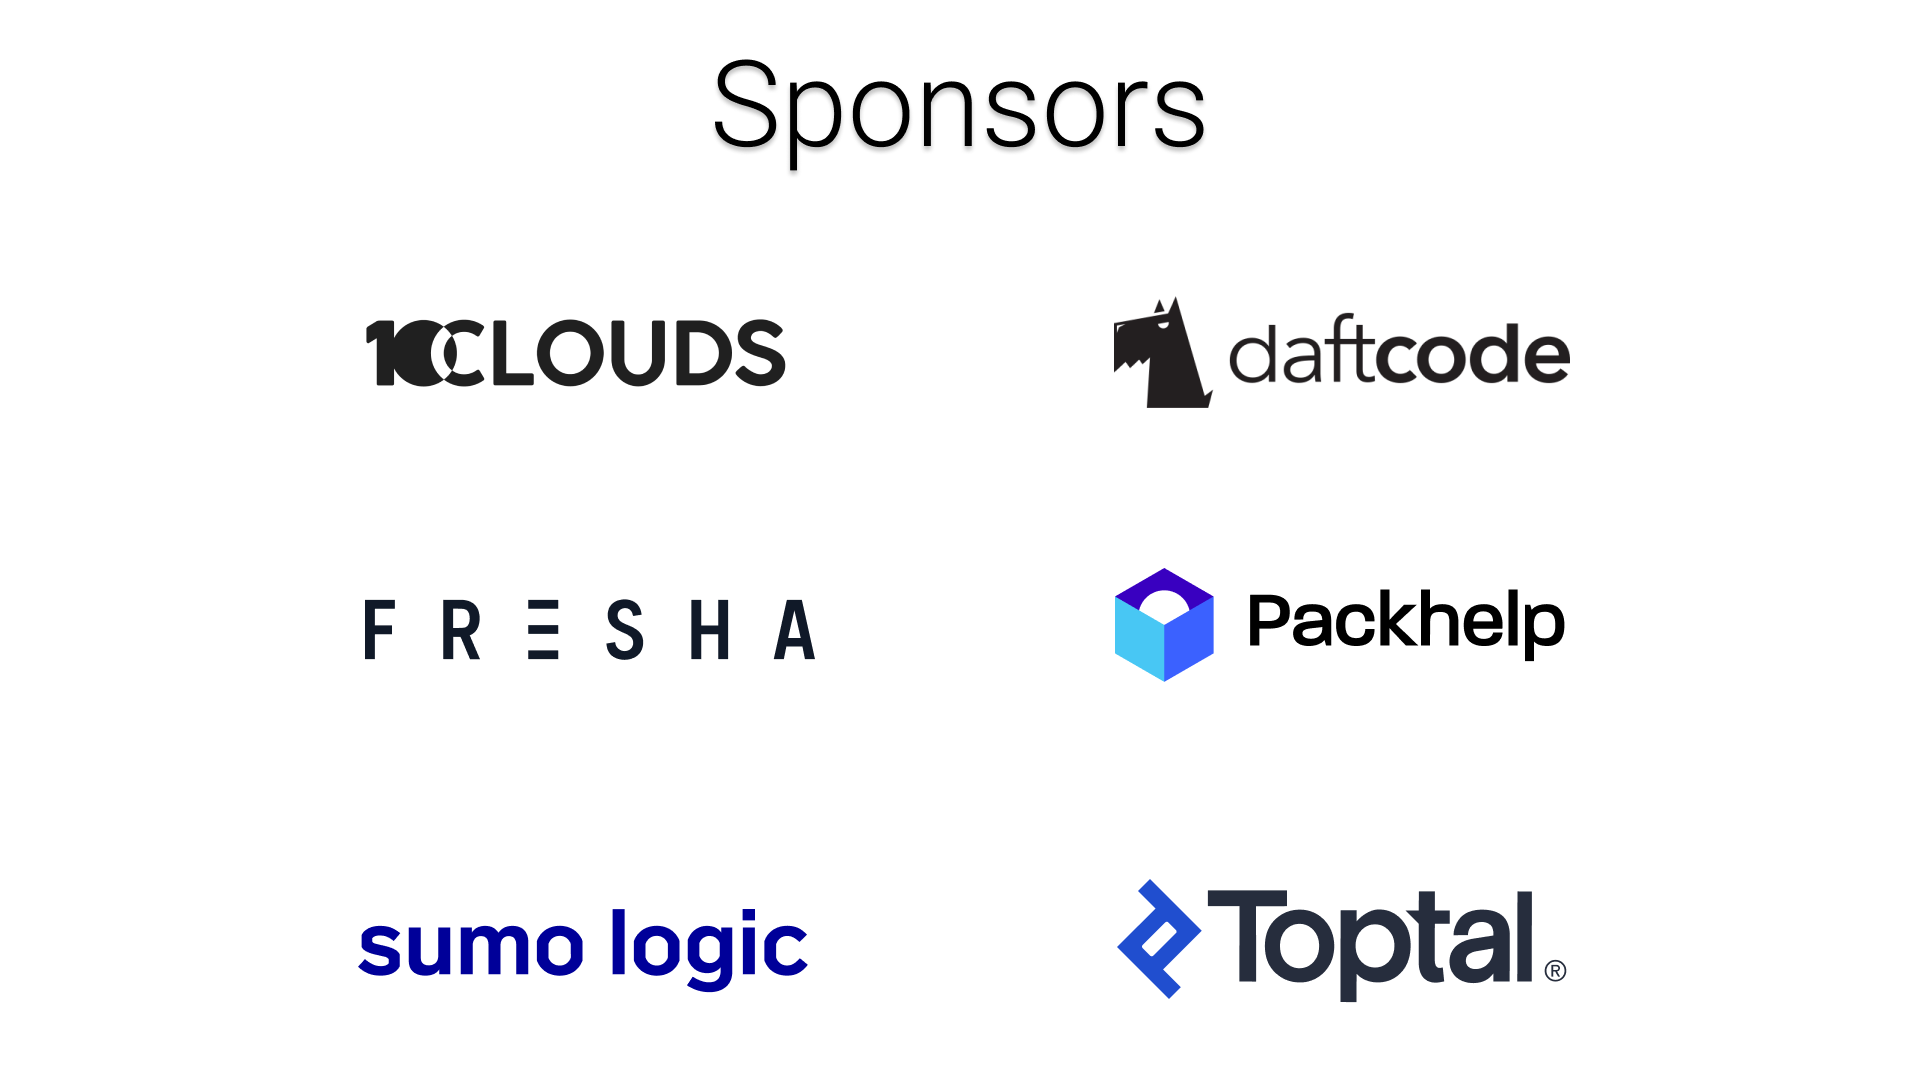 Sponsors
10CLOUDS
daftcode
FRESHA
Packhelp
sumo logic
Toptal®